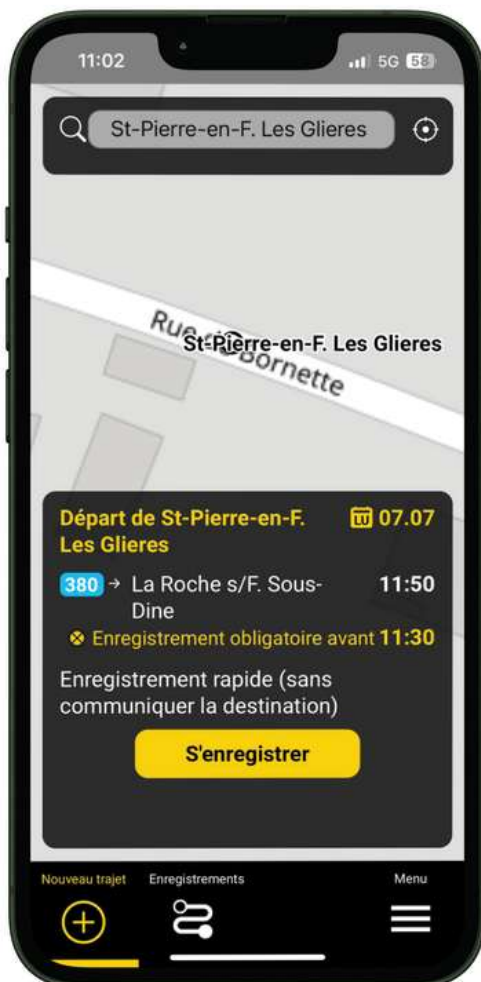 11:02
5G 58
St-Pierre-en-F. Les Glieres
St-Pierre-en-F. Les Glieres
Rue Bornette
Départ de St-Pierre-en-F.
LU 07.07
Les Glieres
380 → La Roche s/F. Sous-
11:50
Dine
Enregistrement obligatoire avant 11:30
Enregistrement rapide (sans
communiquer la destination)
S'enregistrer
Nouveau trajet
Enregistrements
Menu